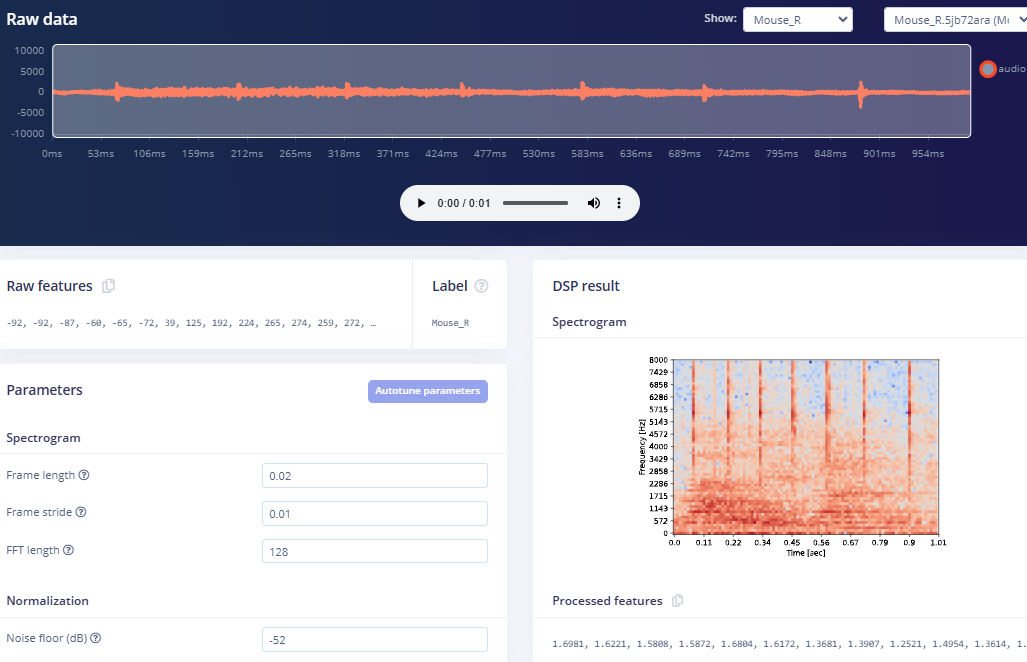 Raw data
Show:
Mouse_R
Mouse_R.5jb72ara (Mo
10000
5000
0
-5000
-10000
audio
0ms 53ms 106ms 159ms 212ms 265ms 318ms 371ms 424ms 477ms 530ms 583ms 636ms 689ms 742ms 795ms 848ms 901ms 954ms
0:00 / 0:01
Raw features
-92, -92, -87, -60, -65, -72, 39, 125, 192, 224, 265, 274, 259, 272, …
Label ?
Mouse_R
Parameters
Autotune parameters
Spectrogram
Frame length ?
0.02
Frame stride ?
0.01
FFT length ?
128
Normalization
Noise floor (dB) ?
-52
DSP result
Spectrogram
8000
7429
6858
6286
5715
5143
4572
4000
3429
2858
2286
1715
1143
572
0
Frequency [Hz]
0.0 0.11 0.22 0.34 0.45 0.56 0.67 0.79 0.9 1.01
Time [sec]
Processed features
1.6981, 1.6221, 1.5808, 1.5872, 1.6804, 1.6172, 1.3681, 1.3907, 1.2521, 1.4954, 1.3614, 1.